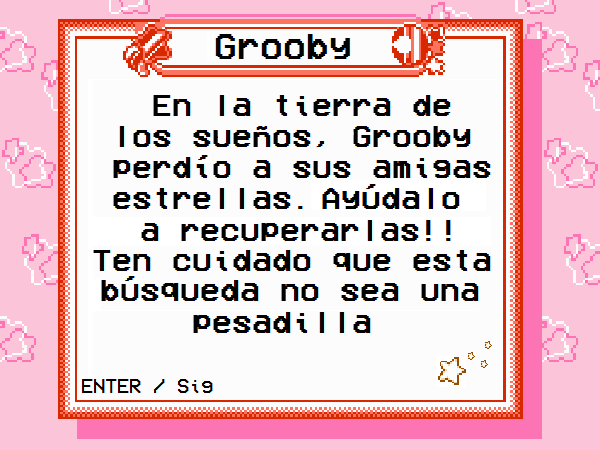 Grooby
En la tierra de
los sueños, Grooby
perdío a sus amigas
estrellas. Ayúdalo
a recuperarlas!!
Ten cuidado que esta
búsqueda no sea una
pesadilla
ENTER / Sig